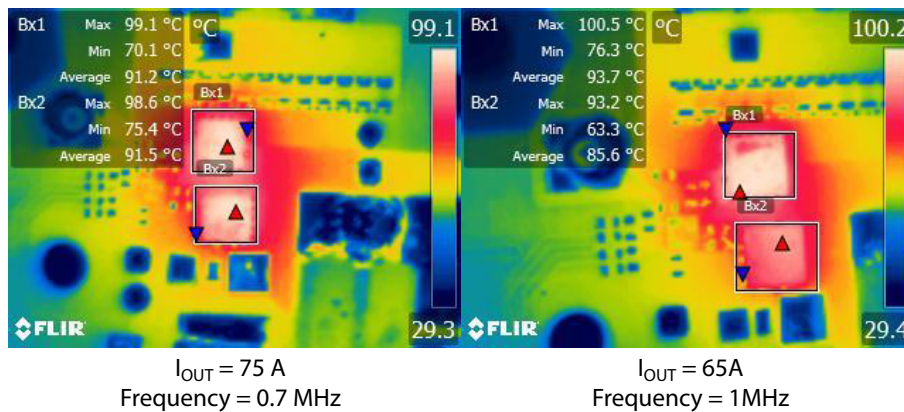 Bx1 Max 99.1 °C °C 99.1
Min 70.1 °C
Average 91.2 °C
Bx2 Max 98.6 °C
Min 75.4 °C
Average 91.5 °C
Bx1
Bx2
FLIR
29.3
Bx1 Max 100.5 °C °C 100.2
Min 76.3 °C
Average 93.7 °C
Bx2 Max 93.2 °C
Min 63.3 °C
Average 85.6 °C
Bx1
Bx2
FLIR
29.4
IOUT = 75 A
Frequency = 0.7 MHz
IOUT = 65A
Frequency = 1MHz